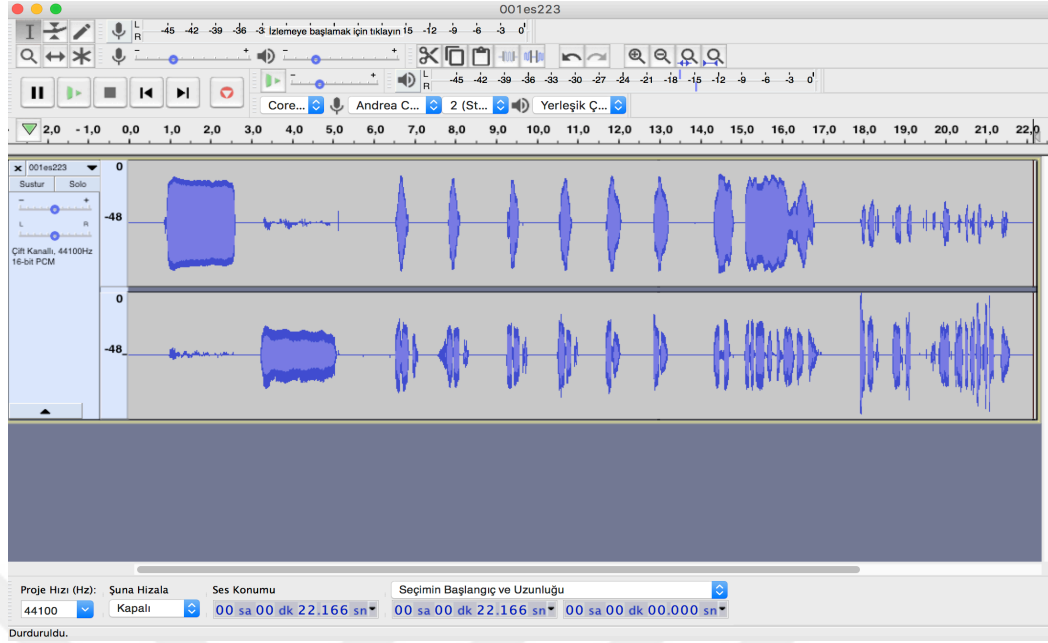 001es223
L R -45 -42 -39 -36 -3 İzlemeye başlamak için tıklayın 15 -12 -9 -6 -3 0
- + - +
- + L R -45 -42 -39 -36 -33 -30 -27 -24 -21 -18 -15 -12 -9 -6 -3 0
Core... Andrea C... 2 (St... Yerleşik Ç...
2,0 - 1,0 0,0 1,0 2,0 3,0 4,0 5,0 6,0 7,0 8,0 9,0 10,0 11,0 12,0 13,0 14,0 15,0 16,0 17,0 18,0 19,0 20,0 21,0 22,0
x 001es223 0
Sustur Solo
- +
-48
L R
Çift Kanallı, 44100Hz
16-bit PCM
0
-48
Proje Hızı (Hz): Şuna Hizala Ses Konumu Seçimin Başlangıç ve Uzunluğu
44100 Kapalı 00 sa 00 dk 22.166 sn 00 sa 00 dk 22.166 sn 00 sa 00 dk 00.000 sn
Durduruldu.